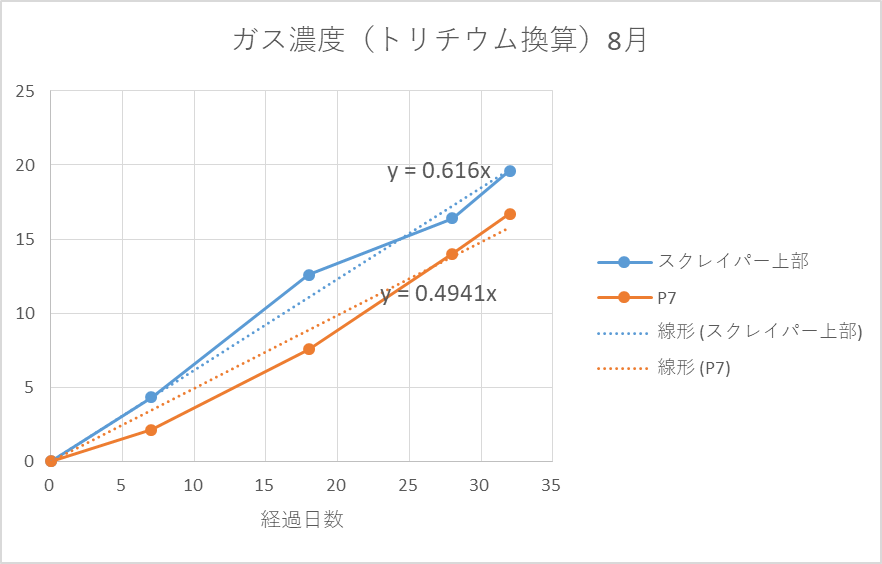 ガス濃度（トリチウム換算）8月
25
20
15
10
5
0
y = 0.616x
y = 0.4941x
0 5 10 15 20 25 30 35
経過日数
スクレイパー上部
P7
線形 (スクレイパー上部)
線形 (P7)